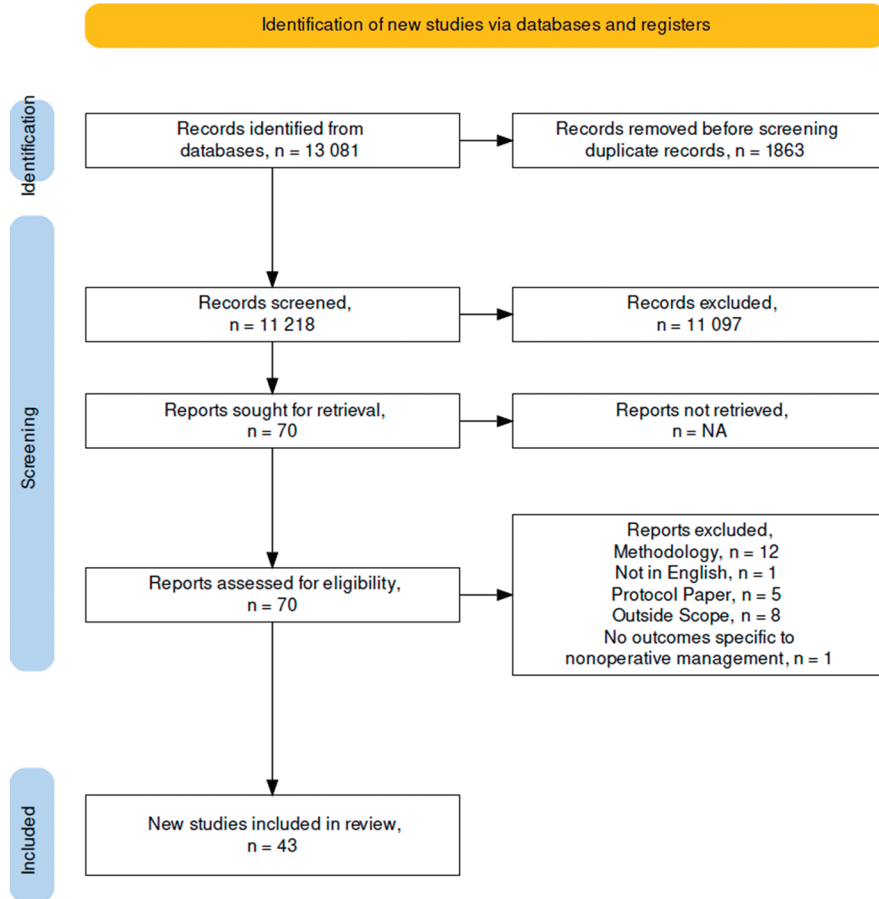 Identification of new studies via databases and registers
Identification
Records identified from
databases, n = 13 081
Records removed before screening
duplicate records, n = 1863
Screening
Records screened,
n = 11 218
Records excluded,
n = 11 097
Reports sought for retrieval,
n = 70
Reports not retrieved,
n = NA
Reports assessed for eligibility,
n = 70
Reports excluded,
Methodology, n = 12
Not in English, n = 1
Protocol Paper, n = 5
Outside Scope, n = 8
No outcomes specific to
nonoperative management, n = 1
Included
New studies included in review,
n = 43